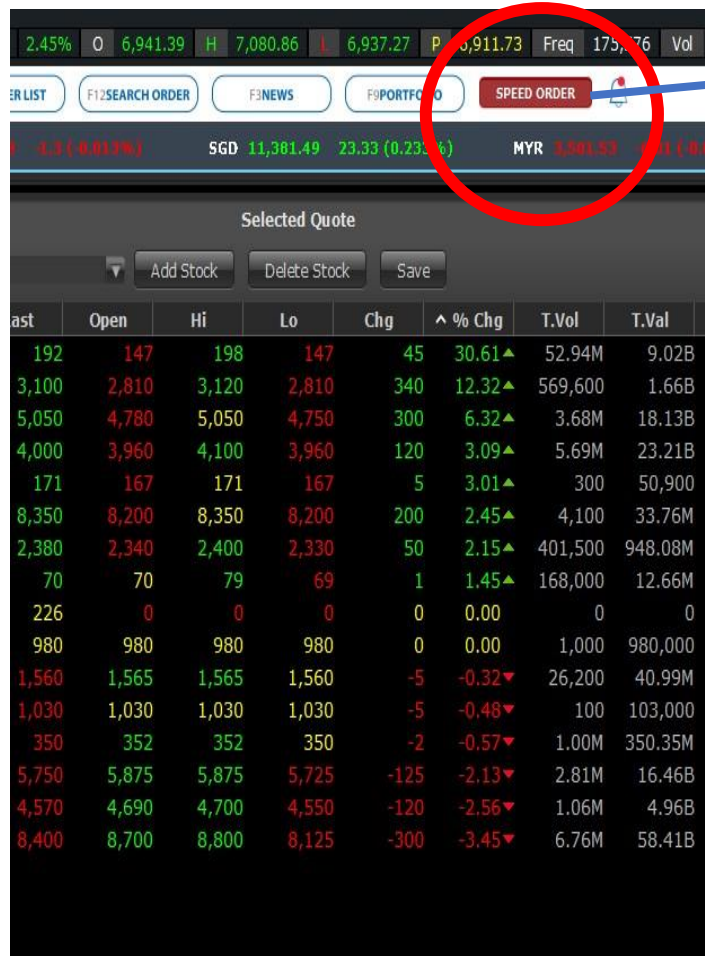 2.45% O 6,941.39 H 7,080.86 L 6,937.27 P 6,911.73 Freq Vol
ER LIST F12SEARCH ORDER F3NEWS F9PORTFOLIO SPEED ORDER
SGD 11,381.49 23.33 MYR
Selected Quote
Add Stock Delete Stock Save
Last Open Hi Lo Chg ^ % Chg T.Vol T.Val
192 147 198 147 45 30.61▲ 52.94M 9.02B
3,100 2,810 3,120 2,810 340 12.32▲ 569,600 1.66B
5,050 4,780 5,050 4,750 300 6.32▲ 3.68M 18.13B
4,000 3,960 4,100 3,960 120 3.09▲ 5.69M 23.21B
171 167 171 167 5 3.01▲ 300 50,900
8,350 8,200 8,350 8,200 200 2.45▲ 4,100 33.76M
2,380 2,340 2,400 2,330 50 2.15▲ 401,500 948.08M
70 70 79 69 1 1.45▲ 168,000 12.66M
226 0 0 0 0 0.00 0 0
980 980 980 980 0 0.00 1,000 980,000
1,560 1,565 1,565 1,560 -5 -0.32▼ 26,200 40.99M
1,030 1,030 1,030 1,030 -5 -0.48▼ 100 103,000
350 352 352 350 -2 -0.57▼ 1.00M 350.35M
5,750 5,875 5,875 5,725 -125 -2.13▼ 2.81M 16.46B
4,570 4,690 4,700 4,550 -120 -2.56▼ 1.06M 4.96B
8,400 8,700 8,800 8,125 -300 -3.45▼ 6.76M 58.41B